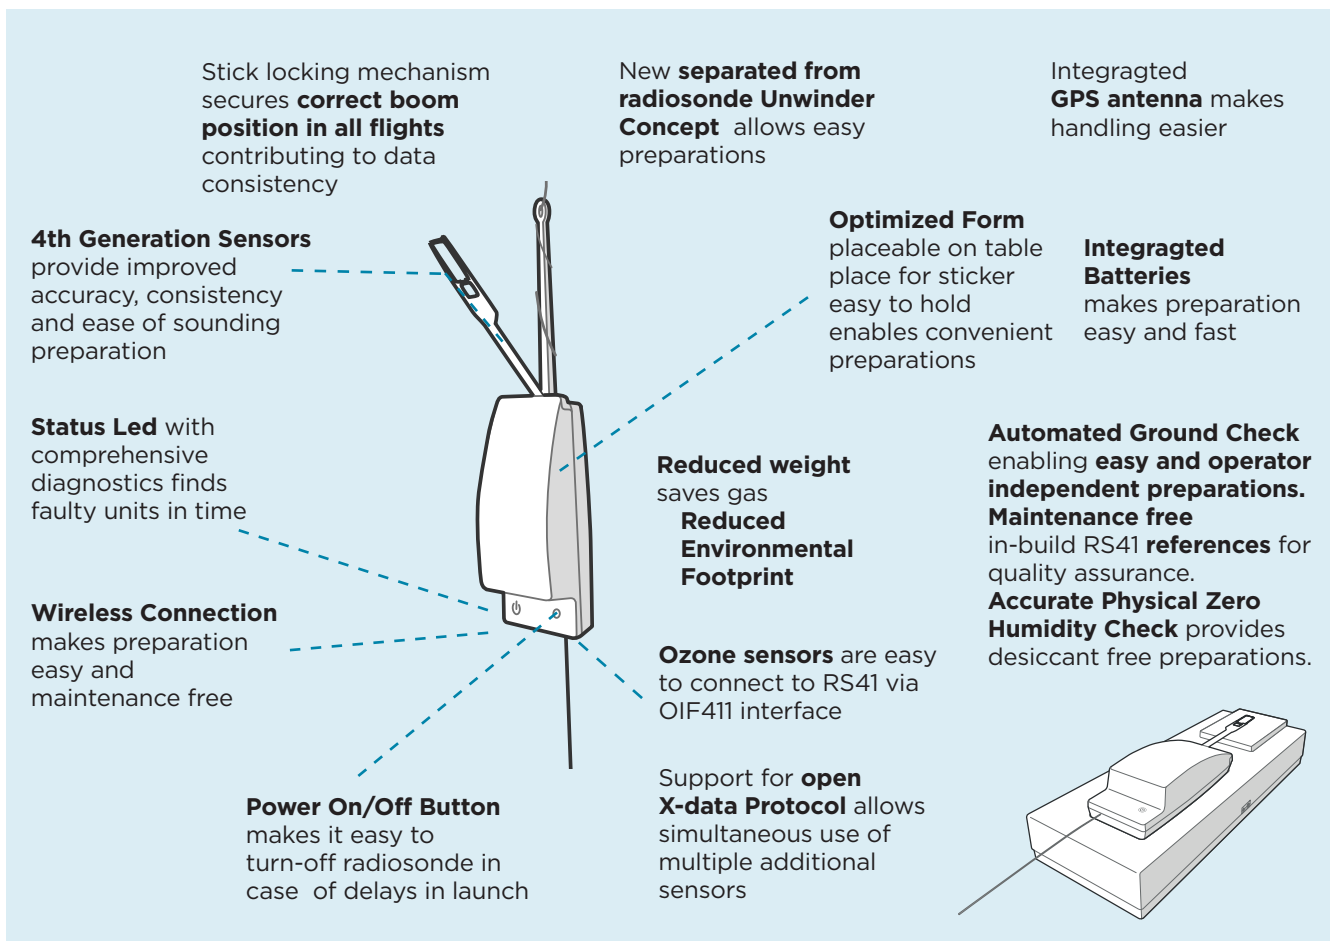 Stick locking mechanism
secures correct boom
position in all flights
contributing to data
consistency
New separated from
radiosonde Unwinder
Concept allows easy
preparations
Integragted
GPS antenna makes
handling easier
4th Generation Sensors
provide improved
accuracy, consistency
and ease of sounding
preparation
Optimized Form
placeable on table
place for sticker
easy to hold
enables convenient
preparations
Integragted
Batteries
makes preparation
easy and fast
Status Led with
comprehensive
diagnostics finds
faulty units in time
Reduced weight
saves gas
Reduced
Environmental
Footprint
Automated Ground Check
enabling easy and operator
independent preparations.
Maintenance free
in-build RS41 references for
quality assurance.
Accurate Physical Zero
Humidity Check provides
desiccant free preparations.
Wireless Connection
makes preparation
easy and
maintenance free
Ozone sensors are easy
to connect to RS41 via
OIF411 interface
Power On/Off Button
makes it easy to
turn-off radiosonde in
case of delays in launch
Support for open
X-data Protocol allows
simultaneous use of
multiple additional
sensors